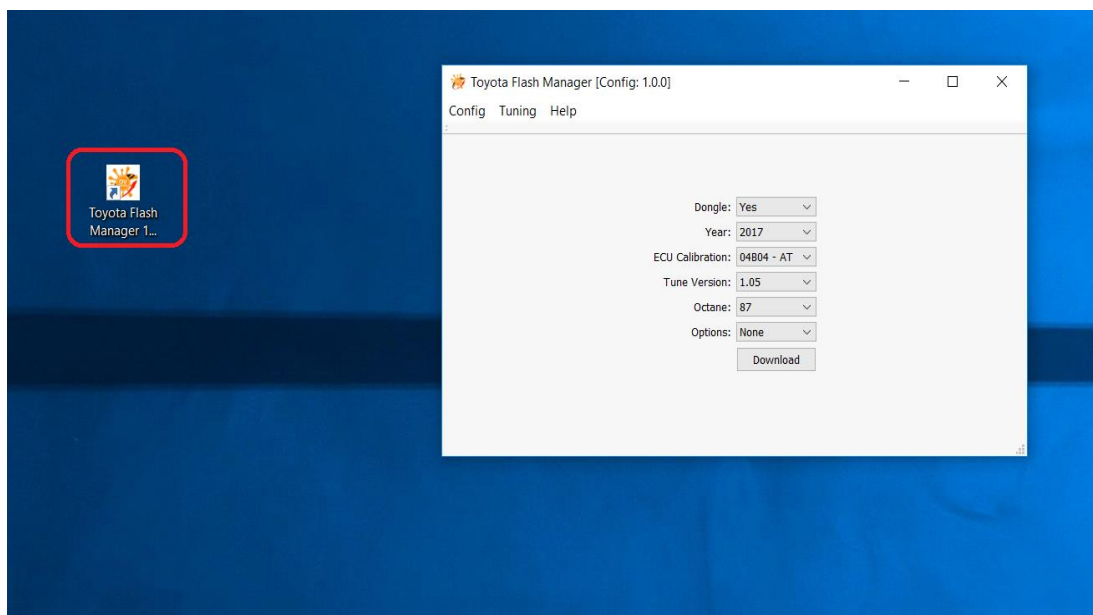 Toyota Flash
Manager 1...
Toyota Flash Manager [Config: 1.0.0]
Config Tuning Help
Dongle: Yes
Year: 2017
ECU Calibration: 04B04 - AT
Tune Version: 1.05
Octane: 87
Options: None
Download